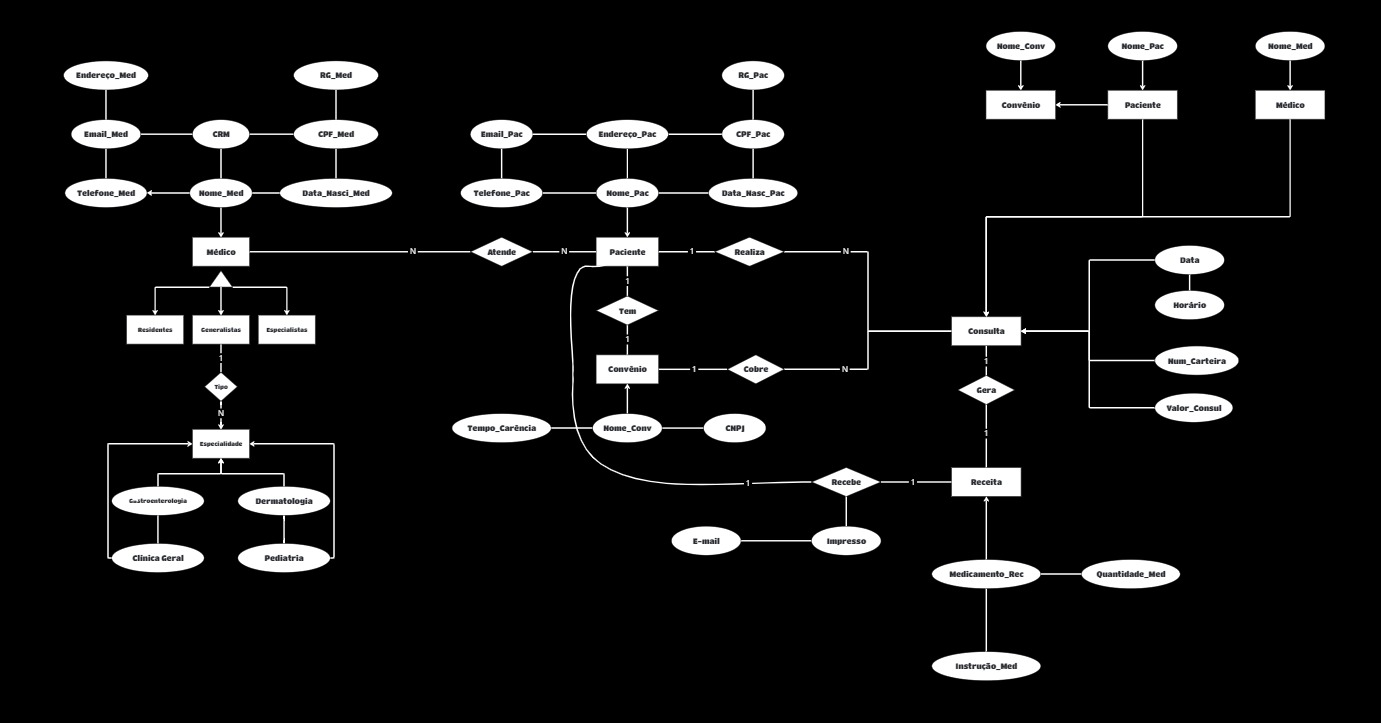 Nome_Conv
Nome_Pac
Nome_Med
Endereço_Med
RG_Med
RG_Pac
Convênio
Paciente
Médico
Email_Med
CRM
CPF_Med
Email_Pac
Endereço_Pac
CPF_Pac
Telefone_Med
Nome_Med
Data_Nasci_Med
Telefone_Pac
Nome_Pac
Data_Nasc_Pac
Médico
N
Atende
N
Paciente
1
Realiza
N
Data
1
Horário
Tem
Residentes
Generalistas
Especialistas
Consulta
1
1
1
Num_Carteira
Convênio
1
Cobre
N
Tipo
Gera
Valor_Consul
N
Tempo_Carência
Nome_Conv
CNPJ
1
Especialidade
1
Recebe
1
Receita
Gastroenterologia
Dermatologia
E-mail
Impresso
Clínica Geral
Pediatria
Medicamento_Rec
Quantidade_Med
Instrução_Med